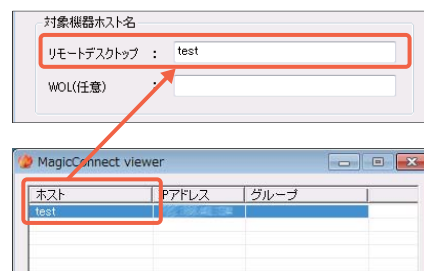 対象機器ホスト名
リモートデスクトップ : test
WOL(任意) :
MagicConnect viewer
ホスト IPアドレス グループ
test